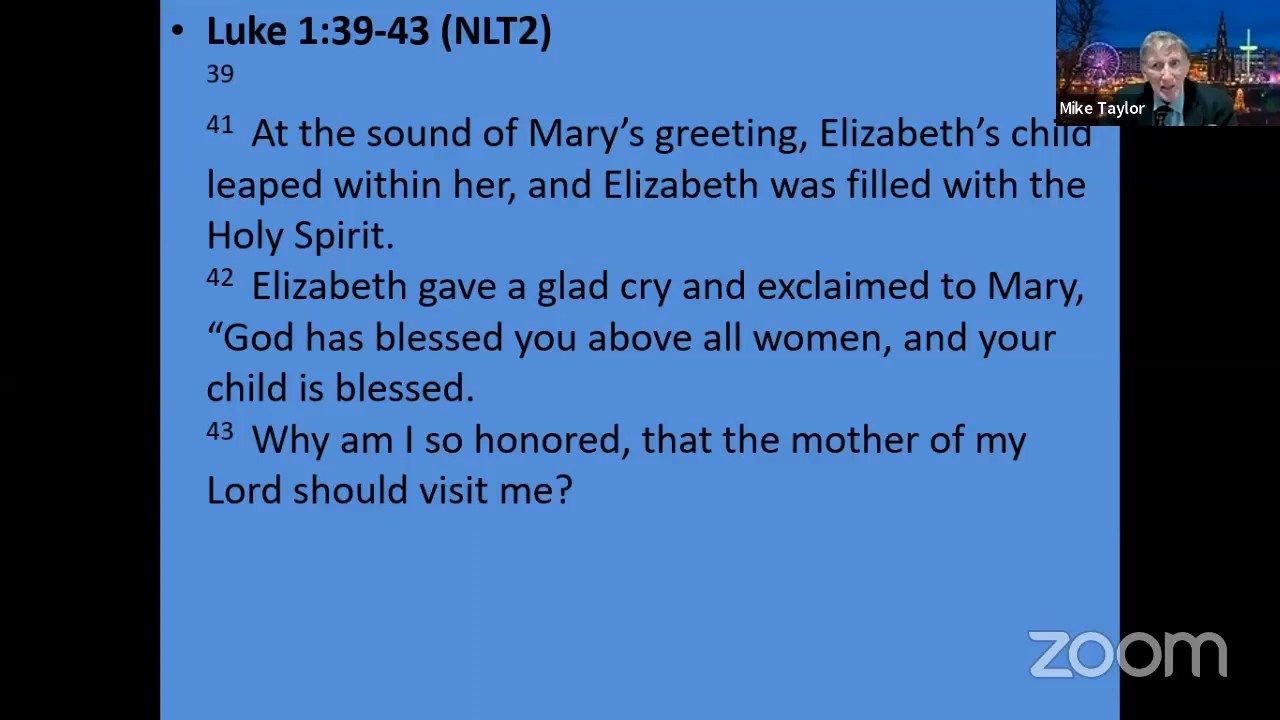 • Luke 1:39-43 (NLT2)
39
41 At the sound of Mary’s greeting, Elizabeth’s child
leaped within her, and Elizabeth was filled with the
Holy Spirit.
42 Elizabeth gave a glad cry and exclaimed to Mary,
“God has blessed you above all women, and your
child is blessed.
43 Why am I so honored, that the mother of my
Lord should visit me?
Mike Taylor
zoom